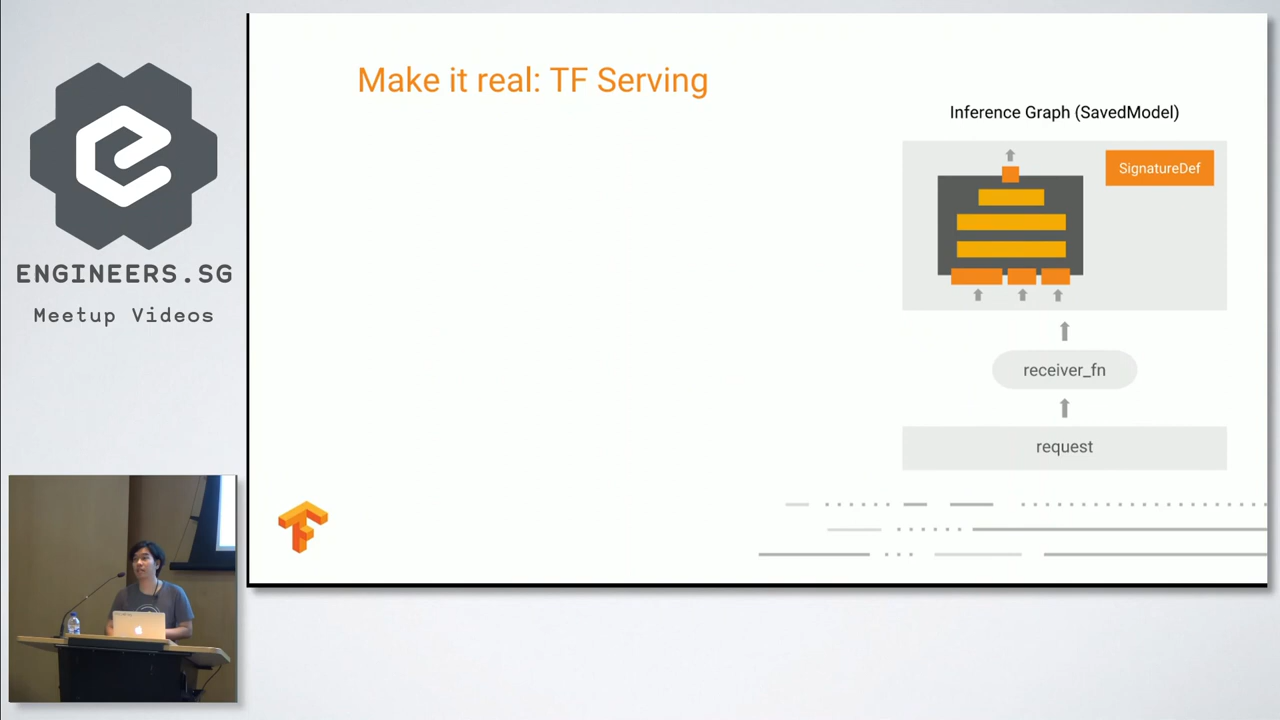 ENGINEERS.SG
Meetup Videos
Make it real: TF Serving
Inference Graph (SavedModel)
SignatureDef
receiver_fn
request